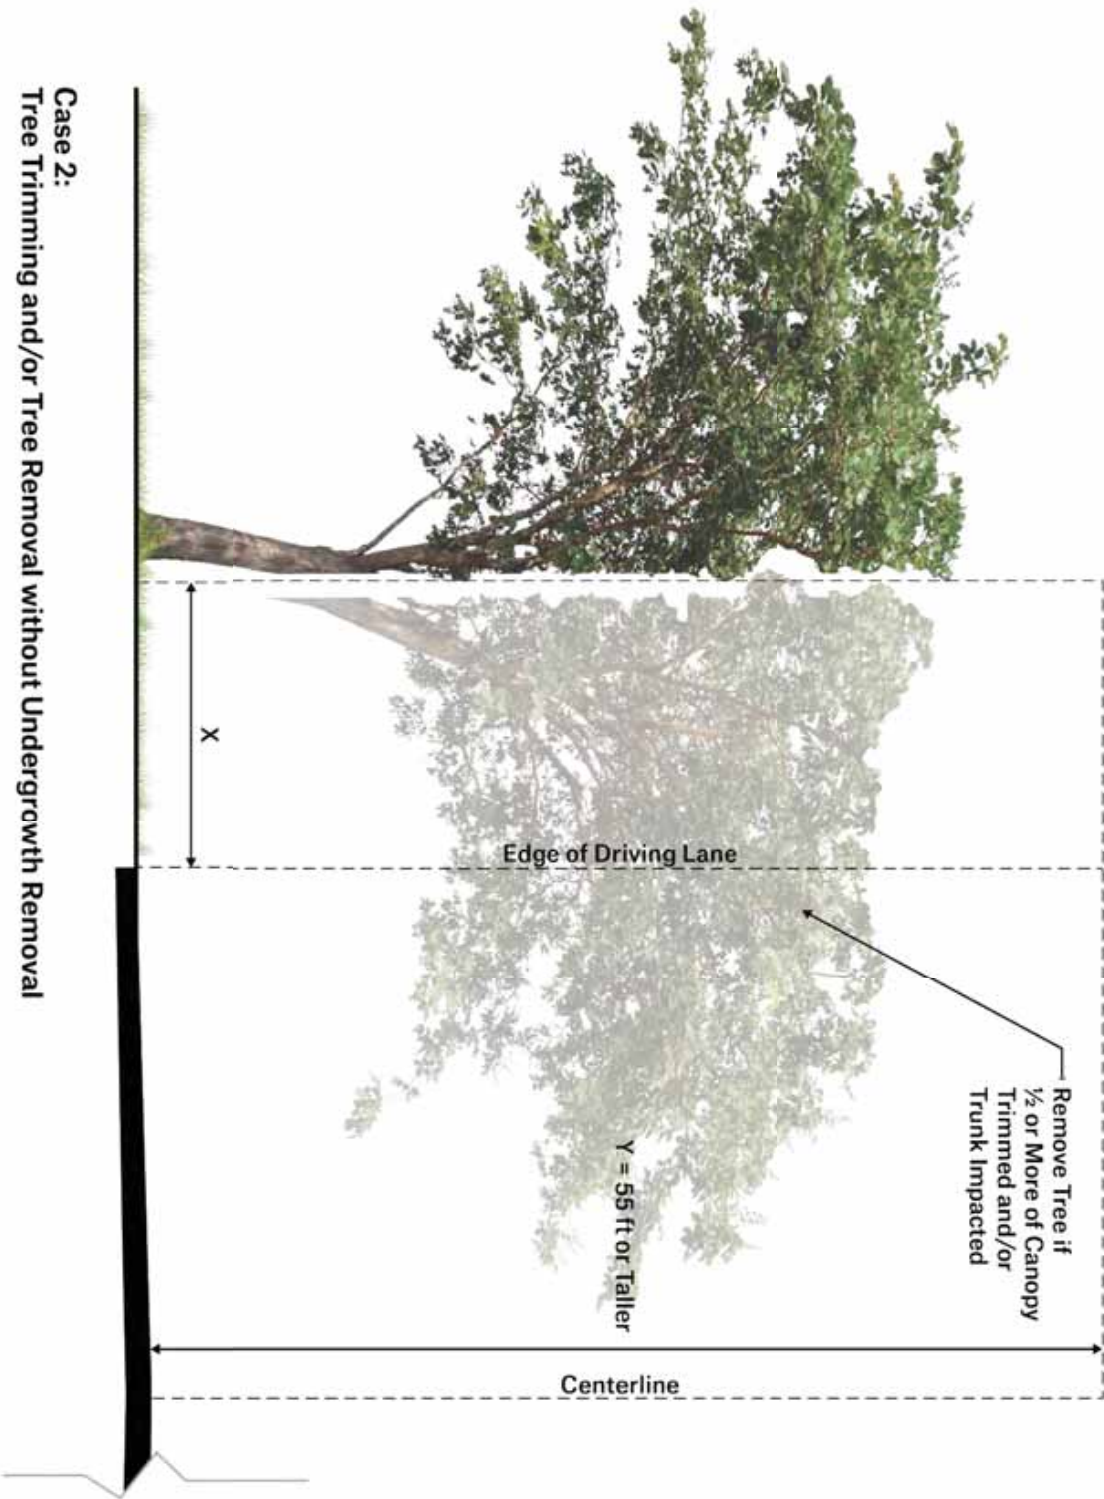 Remove Tree if
½ or More of Canopy
Trimmed and/or
Trunk Impacted
Edge of Driving Lane
Y = 55 ft or Taller
Centerline
X
Case 2:
Tree Trimming and/or Tree Removal without Undergrowth Removal